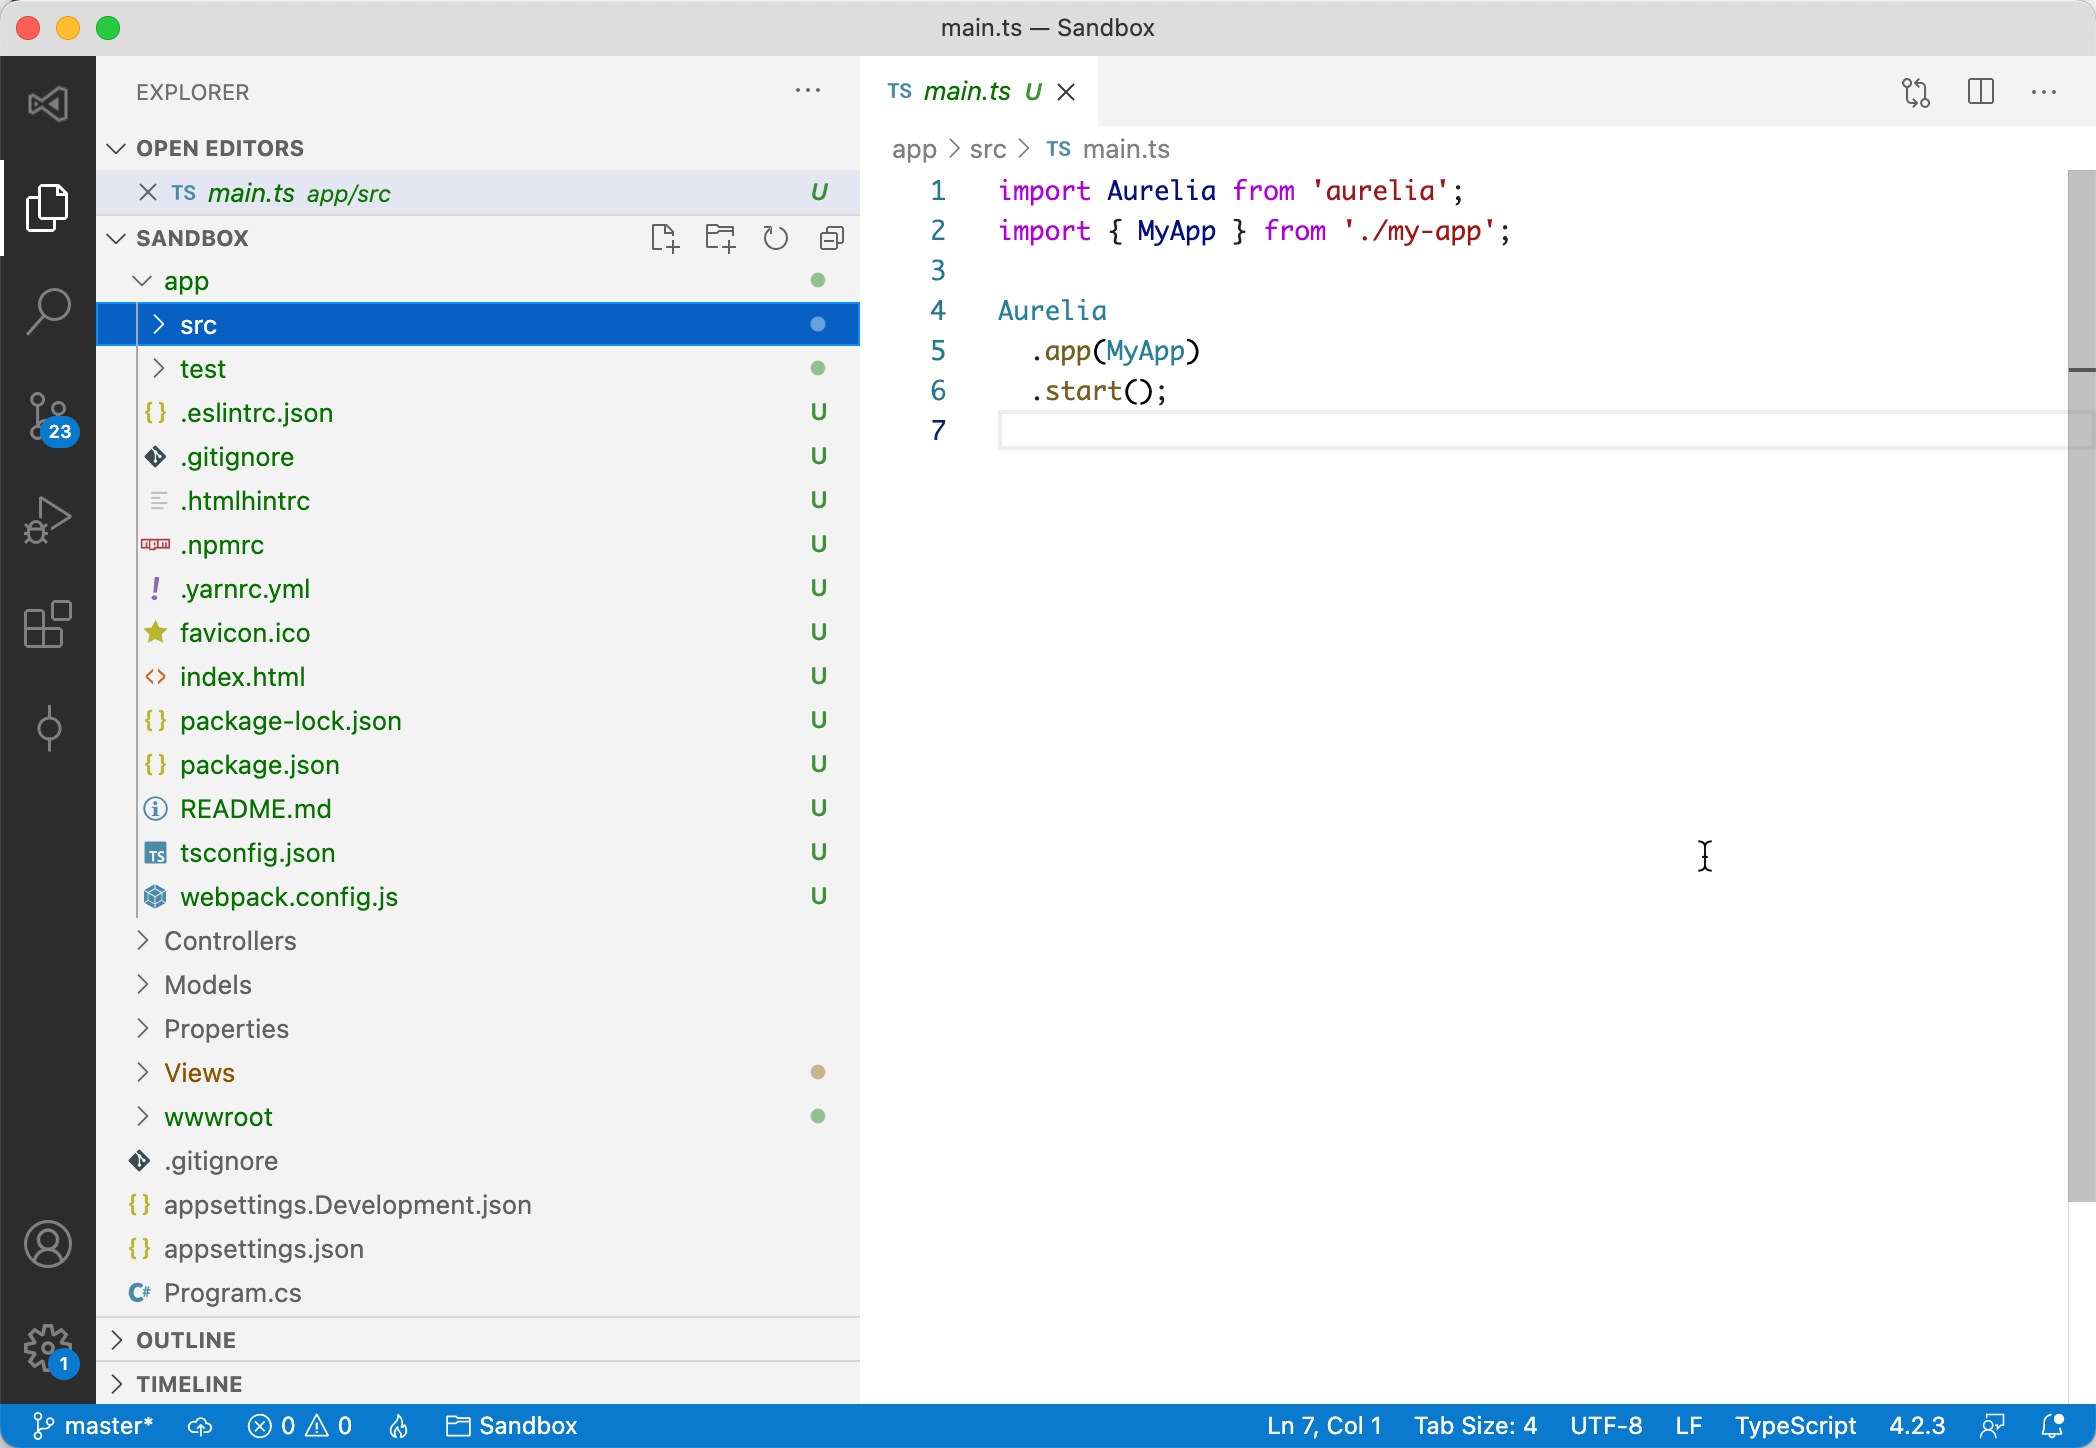 main.ts — Sandbox
EXPLORER
OPEN EDITORS
TS main.ts app/src U
SANDBOX
app
src
test
.eslintrc.json U
.gitignore U
.htmlhintrc U
.npmrc U
.yarnrc.yml U
favicon.ico U
index.html U
package-lock.json U
package.json U
README.md U
TS tsconfig.json U
webpack.config.js U
Controllers
Models
Properties
Views
wwwroot
.gitignore
appsettings.Development.json
appsettings.json
C# Program.cs
OUTLINE
TIMELINE
23
1
TS main.ts U
app > src > TS main.ts
1 import Aurelia from 'aurelia';
2 import { MyApp } from './my-app';
3
4 Aurelia
5 .app(MyApp)
6 .start();
7
master* 0 0 Sandbox Ln 7, Col 1 Tab Size: 4 UTF-8 LF TypeScript 4.2.3